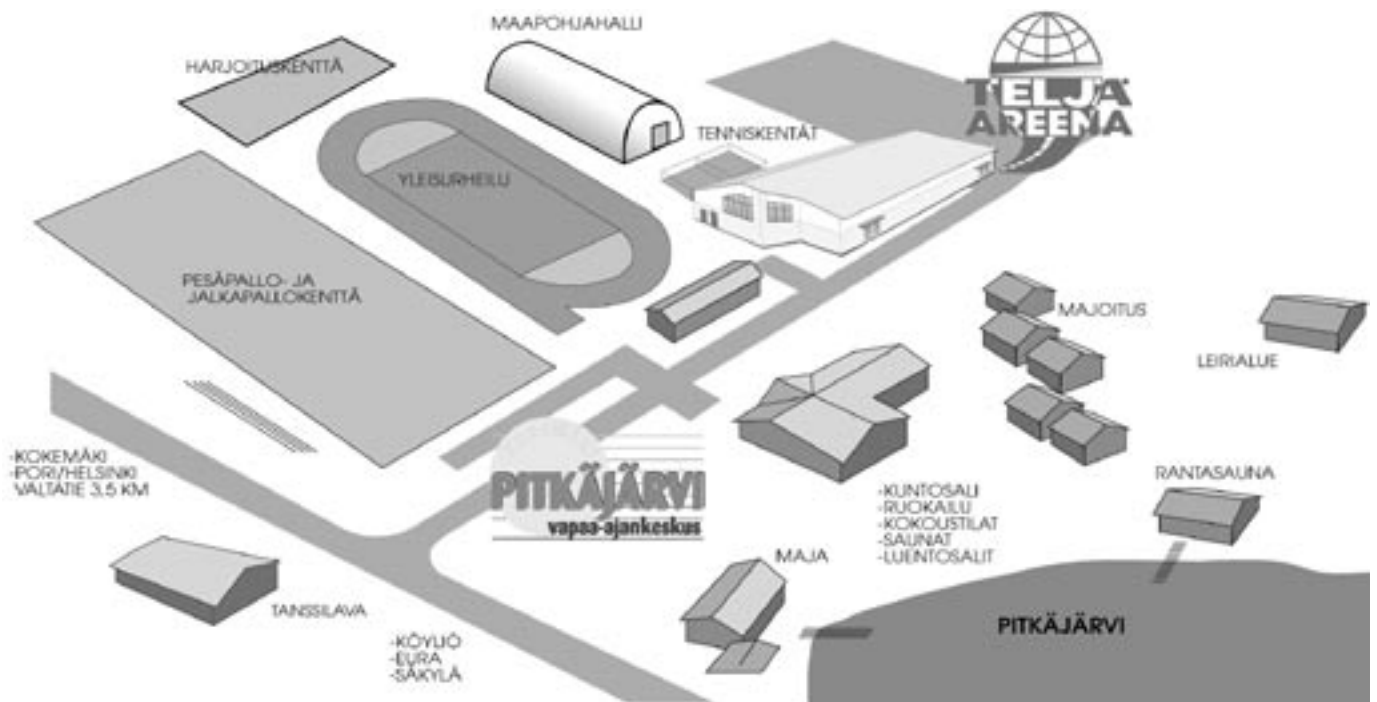 MAAPOHJAHALLI
HARJOITUSKENTTÄ
TELJÄ
AREENA
TENNISKENTÄT
YLEISURHEILU
PESÄPALLO- JA
JALKAPALLOKENTTÄ
MAJOITUS
LEIRIALUE
-KOKEMÄKI
-PORI/HELSINKI
VALTATIE 3,5 KM
PITKÄJÄRVI
vapaa-ajankeskus
-KUNTOSALI
-RUOKAILU
-KOKOUSTILAT
-SAUNAT
-LUENTOSALIT
RANTASAUNA
MAJA
TANSSILAVA
PITKÄJÄRVI
-KÖYLIÖ
-EURA
-SÄKYLÄ